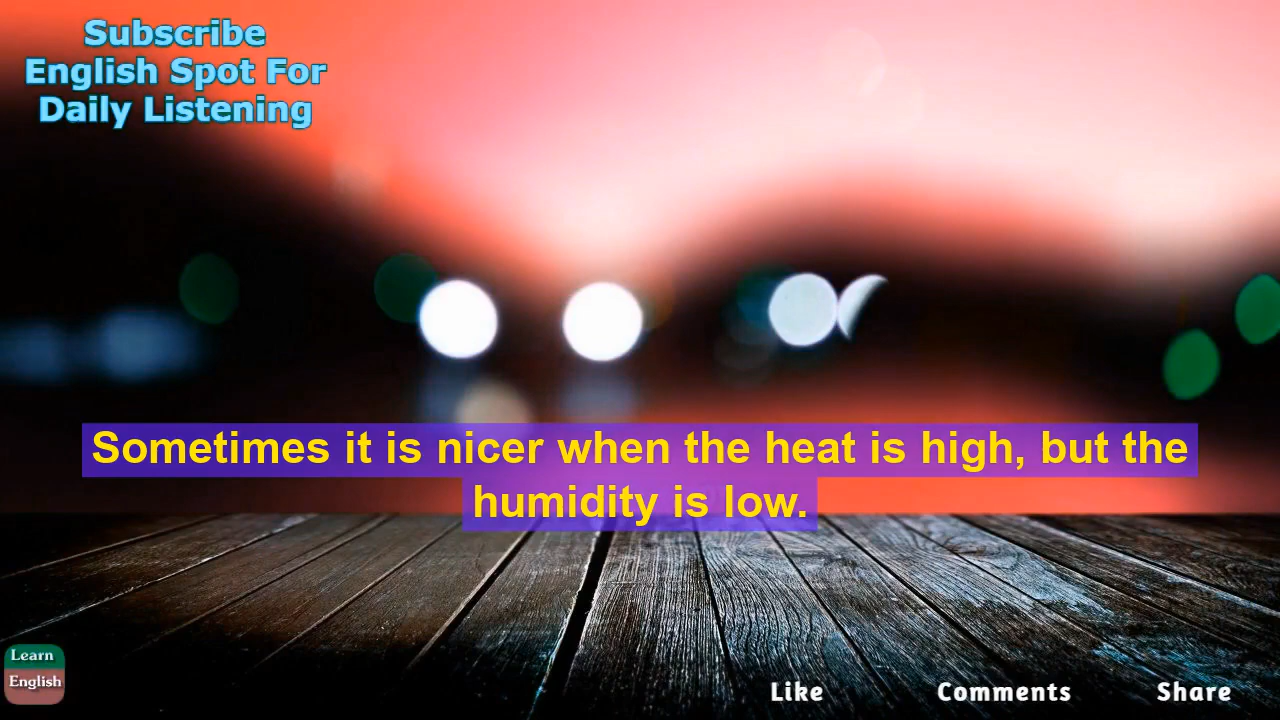 Subscribe
English Spot For
Daily Listening
Sometimes it is nicer when the heat is high, but the
humidity is low.
Learn
English
Like
Comments
Share